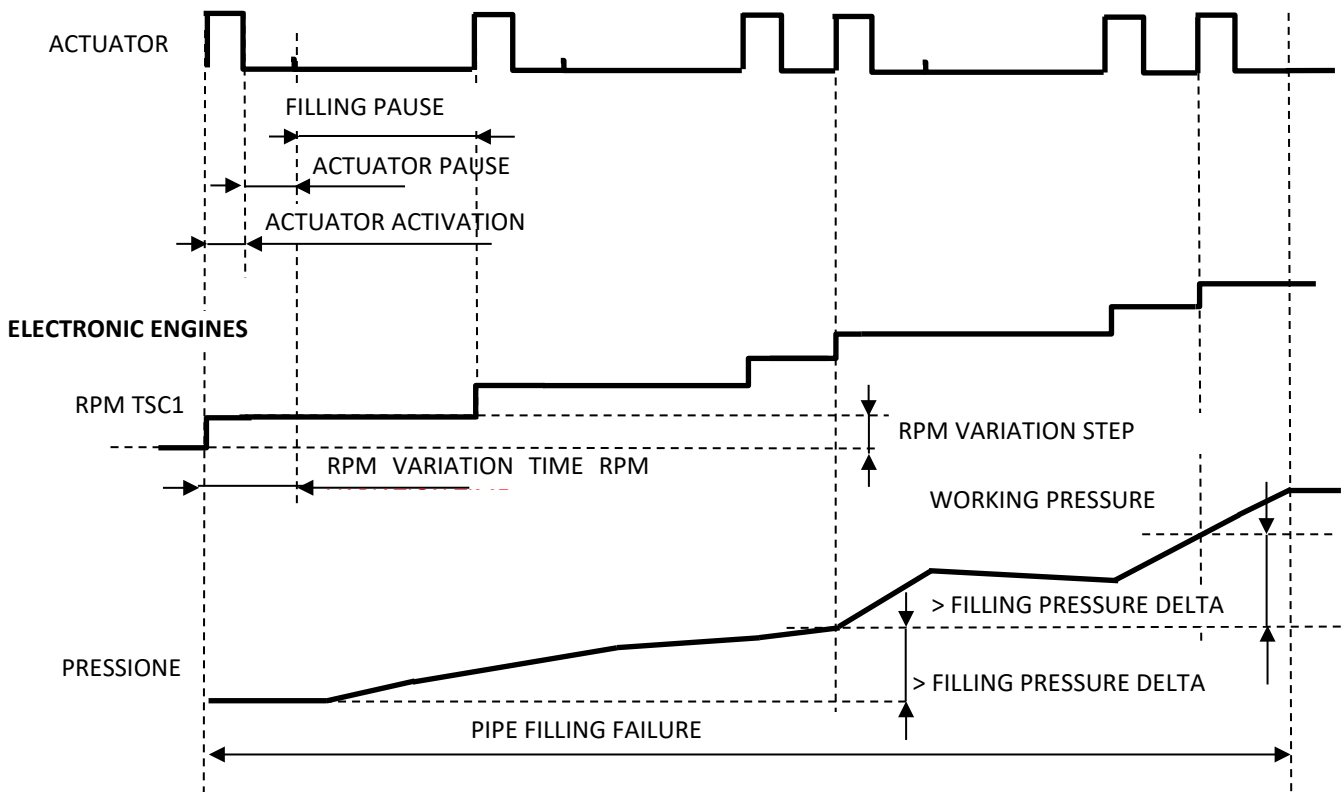 ACTUATOR
FILLING PAUSE
ACTUATOR PAUSE
ACTUATOR ACTIVATION
ELECTRONIC ENGINES
RPM TSC1
RPM VARIATION STEP
RPM VARIATION TIME RPM
WORKING PRESSURE
> FILLING PRESSURE DELTA
PRESSIONE
> FILLING PRESSURE DELTA
PIPE FILLING FAILURE